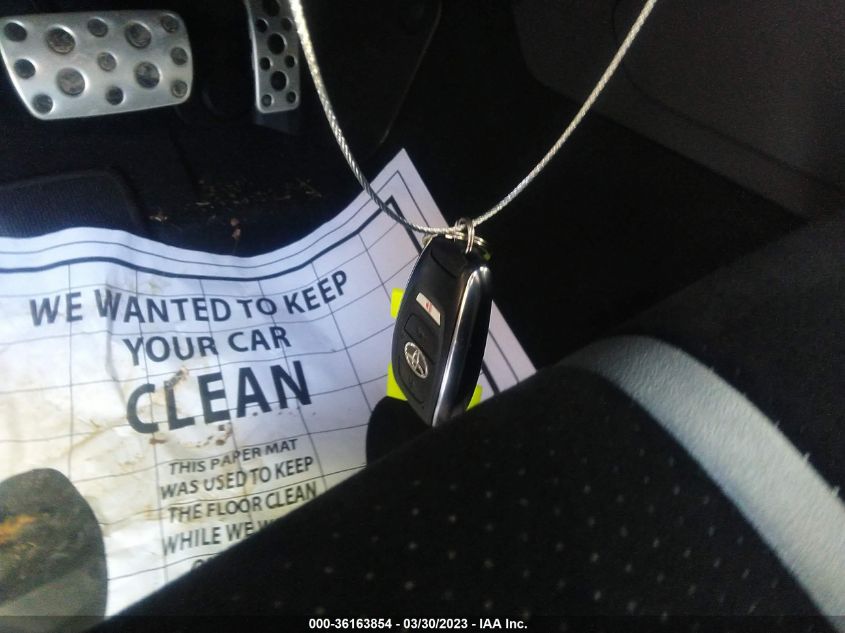 WE WANTED TO KEEP
YOUR CAR
CLEAN
THIS PAPER MAT
WAS USED TO KEEP
THE FLOOR CLEAN
WHILE WE
000-36163854 - 03/30/2023 - IAA Inc.